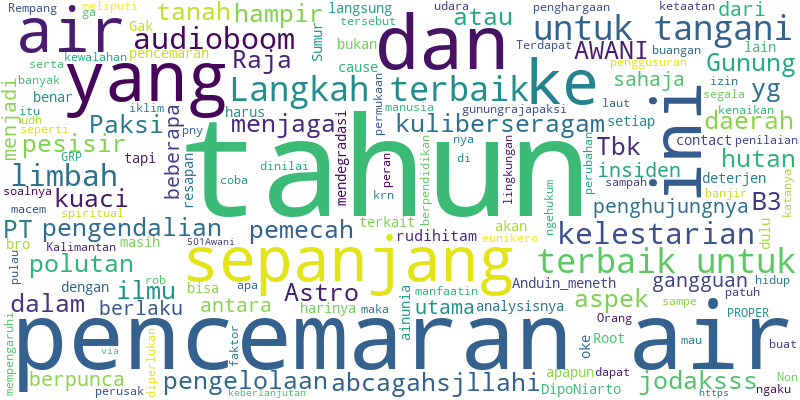 Rempang meliputi tanah hampir langsung atau udara penghargaan dari ketaatan
ga Gak tersebut untuk tangani
air audioboom Sumur bukan dan Terdapat buangan lain
serta kewalahan pencemaran Raja cause AWANI penggusuran Gunung
banyak yang Langkah terbaik ke sahaja izin yg
menjadi benar iklim harus permukaan manusia gunungrajapaksi laut segala kenaikan
itu udh Paksi beberapa pny menjaga kuliberseragam setiap ini daerah
seperti pesisir resapan tahun mendegradasi nya Tbk contact penilaian
GRP tapi dinilai peran berpendidikan di lingkungan perubahan insiden hutan
limbah coba krn sampah deterjen banjir
soalnya kuaci ngehukum penghujungnya B3 katanya
macem spiritual
PT pengendalian pemecah terkait akan kelestarian dulu
bro Kalimantan masih 501Awani sepanjang rudihitam eunikero
polutan terbaik untuk
pulau dengan rob ilmu bisa apa Astro maka manfaatin Anduin_meneth gangguan hidup
dalam berlaku antara harinya ainunia utama analisisnya aspek patuh
mempengaruhi pencemaran air faktor oke Orang Root mau PROPER buat
perusak diperlukan via apapun dapat sampe
berpunca pengelolaan abcagahsjllahi DipoNiarto jodaksss Non ngaku
keberlanjutan https